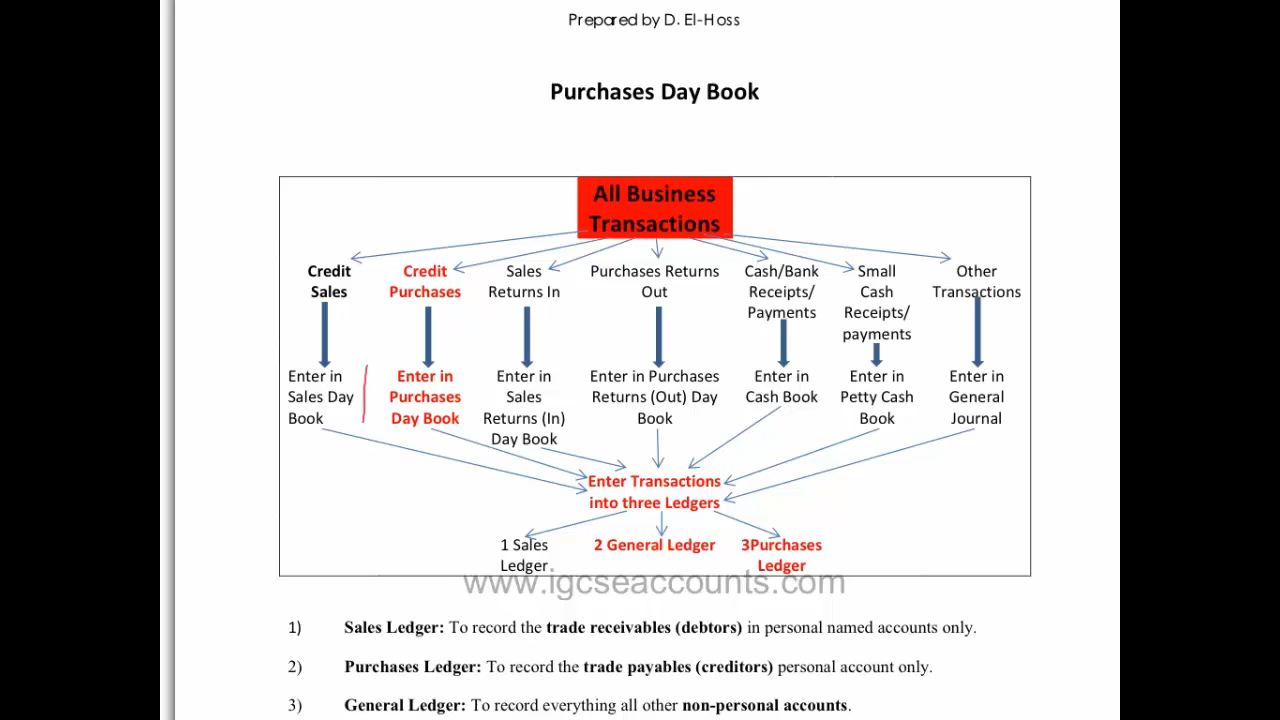 Prepared by D. El-Hoss
Purchases Day Book
All Business
Transactions
Credit
Sales
Credit
Purchases
Sales
Returns In
Purchases Returns
Out
Cash/Bank
Receipts/
Payments
Small
Cash
Receipts/
payments
Other
Transactions
Enter in
Sales Day
Book
Enter in
Purchases
Day Book
Enter in
Sales
Returns (In)
Day Book
Enter in Purchases
Returns (Out) Day
Book
Enter in
Cash Book
Enter in
Petty Cash
Book
Enter in
General
Journal
Enter Transactions
into three Ledgers
1 Sales
Ledger
2 General Ledger
3Purchases
Ledger
www.igcseaccounts.com
1) Sales Ledger: To record the trade receivables (debtors) in personal named accounts only.
2) Purchases Ledger: To record the trade payables (creditors) personal account only.
3) General Ledger: To record everything all other non-personal accounts.